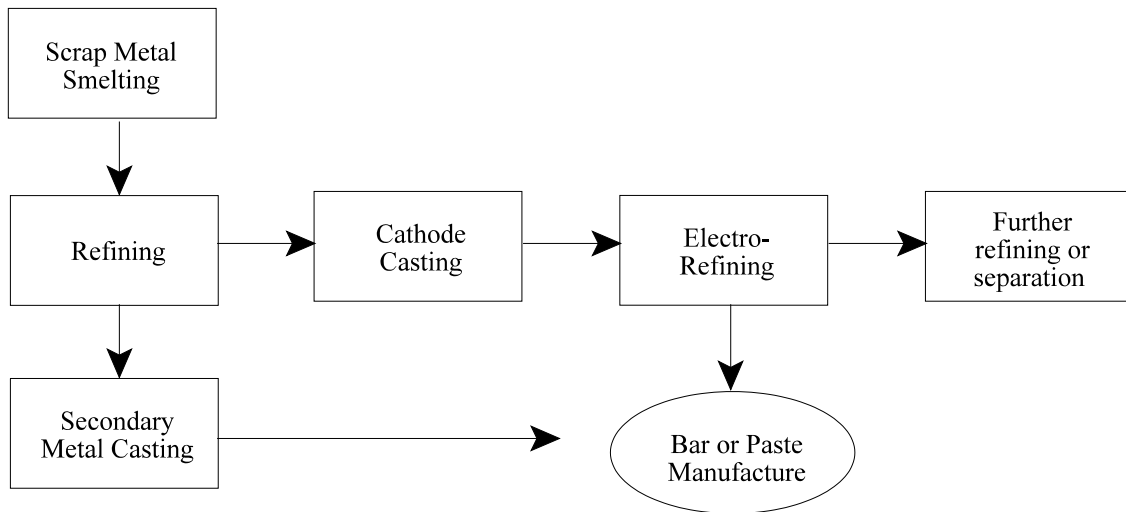 Scrap Metal
Smelting
Refining
Cathode
Casting
Electro-
Refining
Further
refining or
separation
Secondary
Metal Casting
Bar or Paste
Manufacture